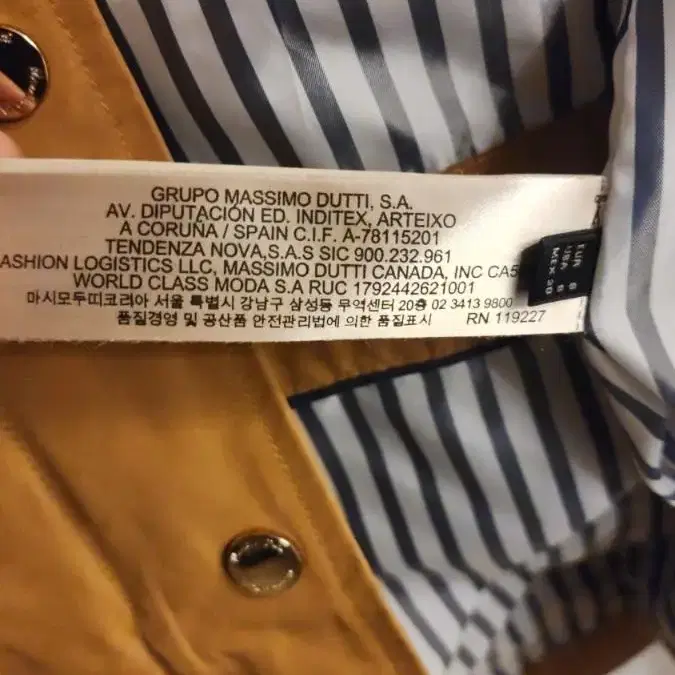 GRUPO MASSIMO DUTTI, S.A.
AV. DIPUTACIÓN ED. INDITEX, ARTEIXO
A CORUÑA / SPAIN C.I.F. A-78115201
TENDENZA NOVA,S.A.S SIC 900.232.961
ASHION LOGISTICS LLC, MASSIMO DUTTI CANADA, INC CA5
WORLD CLASS MODA S.A RUC 1792442621001
마시모두띠코리아 서울 특별시 강남구 삼성동 무역센터 20층 02 3413 9800
품질경영 및 공산품 안전관리법에 의한 품질표시 RN 119227
EUR
USA
MEX